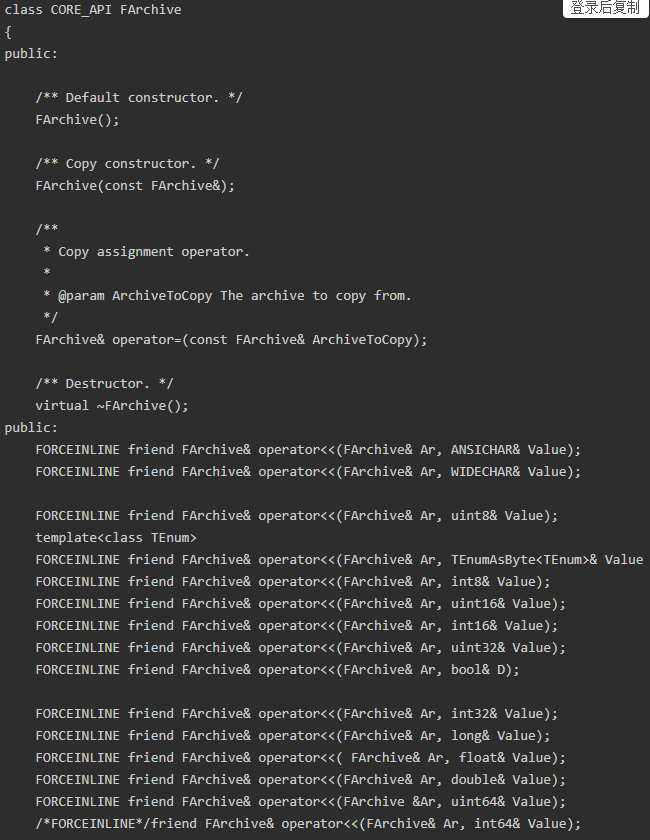 class CORE_API FArchive
登录后复制
{
public:
/** Default constructor. */
FArchive();
/** Copy constructor. */
FArchive(const FArchive&);
/**
* Copy assignment operator.
*
* @param ArchiveToCopy The archive to copy from.
*/
FArchive& operator=(const FArchive& ArchiveToCopy);
/** Destructor. */
virtual ~FArchive();
public:
FORCEINLINE friend FArchive& operator<<(FArchive& Ar, ANSICHAR& Value);
FORCEINLINE friend FArchive& operator<<(FArchive& Ar, WIDECHAR& Value);
FORCEINLINE friend FArchive& operator<<(FArchive& Ar, uint8& Value);
template<class TEnum>
FORCEINLINE friend FArchive& operator<<(FArchive& Ar, TEnumAsByte<TEnum>& Value
FORCEINLINE friend FArchive& operator<<(FArchive& Ar, int8& Value);
FORCEINLINE friend FArchive& operator<<(FArchive& Ar, uint16& Value);
FORCEINLINE friend FArchive& operator<<(FArchive& Ar, int16& Value);
FORCEINLINE friend FArchive& operator<<(FArchive& Ar, uint32& Value);
FORCEINLINE friend FArchive& operator<<(FArchive& Ar, bool& D);
FORCEINLINE friend FArchive& operator<<(FArchive& Ar, int32& Value);
FORCEINLINE friend FArchive& operator<<(FArchive& Ar, long& Value);
FORCEINLINE friend FArchive& operator<<( FArchive& Ar, float& Value);
FORCEINLINE friend FArchive& operator<<(FArchive& Ar, double& Value);
FORCEINLINE friend FArchive& operator<<(FArchive &Ar, uint64& Value);
/*FORCEINLINE*/friend FArchive& operator<<(FArchive& Ar, int64& Value);